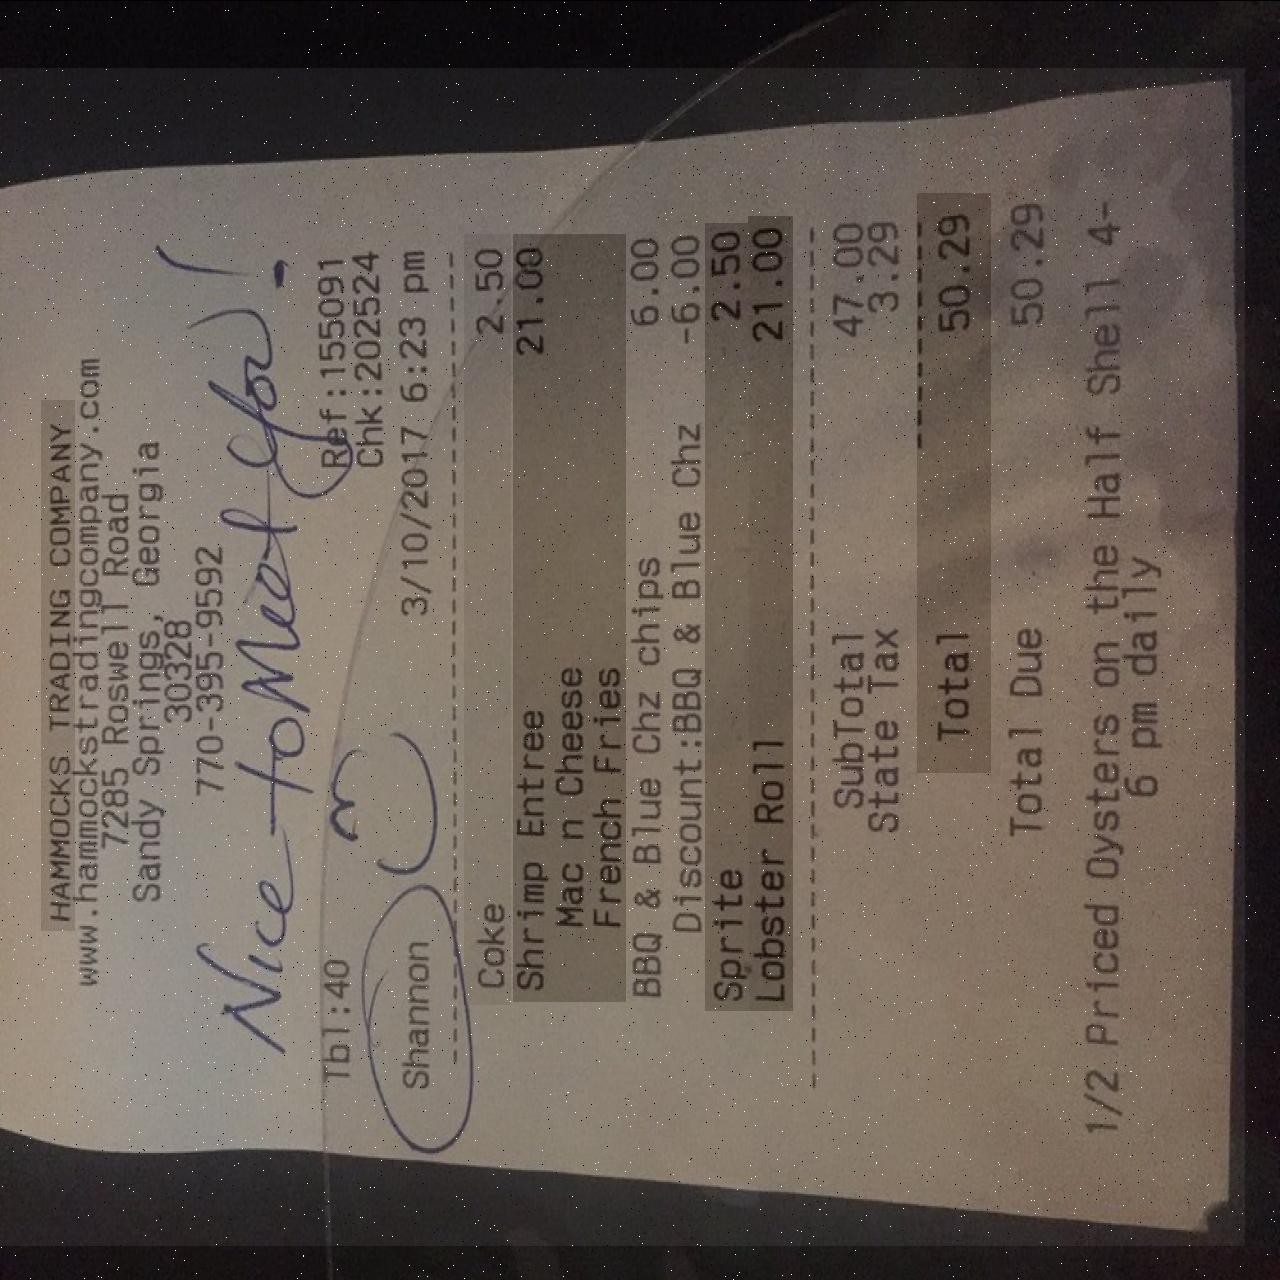 HAMMOCKS TRADING COMPANY
www.hammockstradingcompany.com
7285 Roswell Road
Sandy Springs, Georgia
30328
770-395-9592
Nice to Meet You!
Tbl:40 Ref:155091
Chk:202524
Shannon 3/10/2017 6:23 pm
Coke 2.50
Shrimp Entree 21.00
Mac n Cheese
French Fries
BBQ & Blue Chz chips 6.00
Discount:BBQ & Blue Chz -6.00
Sprite 2.50
Lobster Roll 21.00
SubTotal 47.00
State Tax 3.29
Total 50.29
Total Due 50.29
1/2 Priced Oysters on the Half Shell 4-
6 pm daily